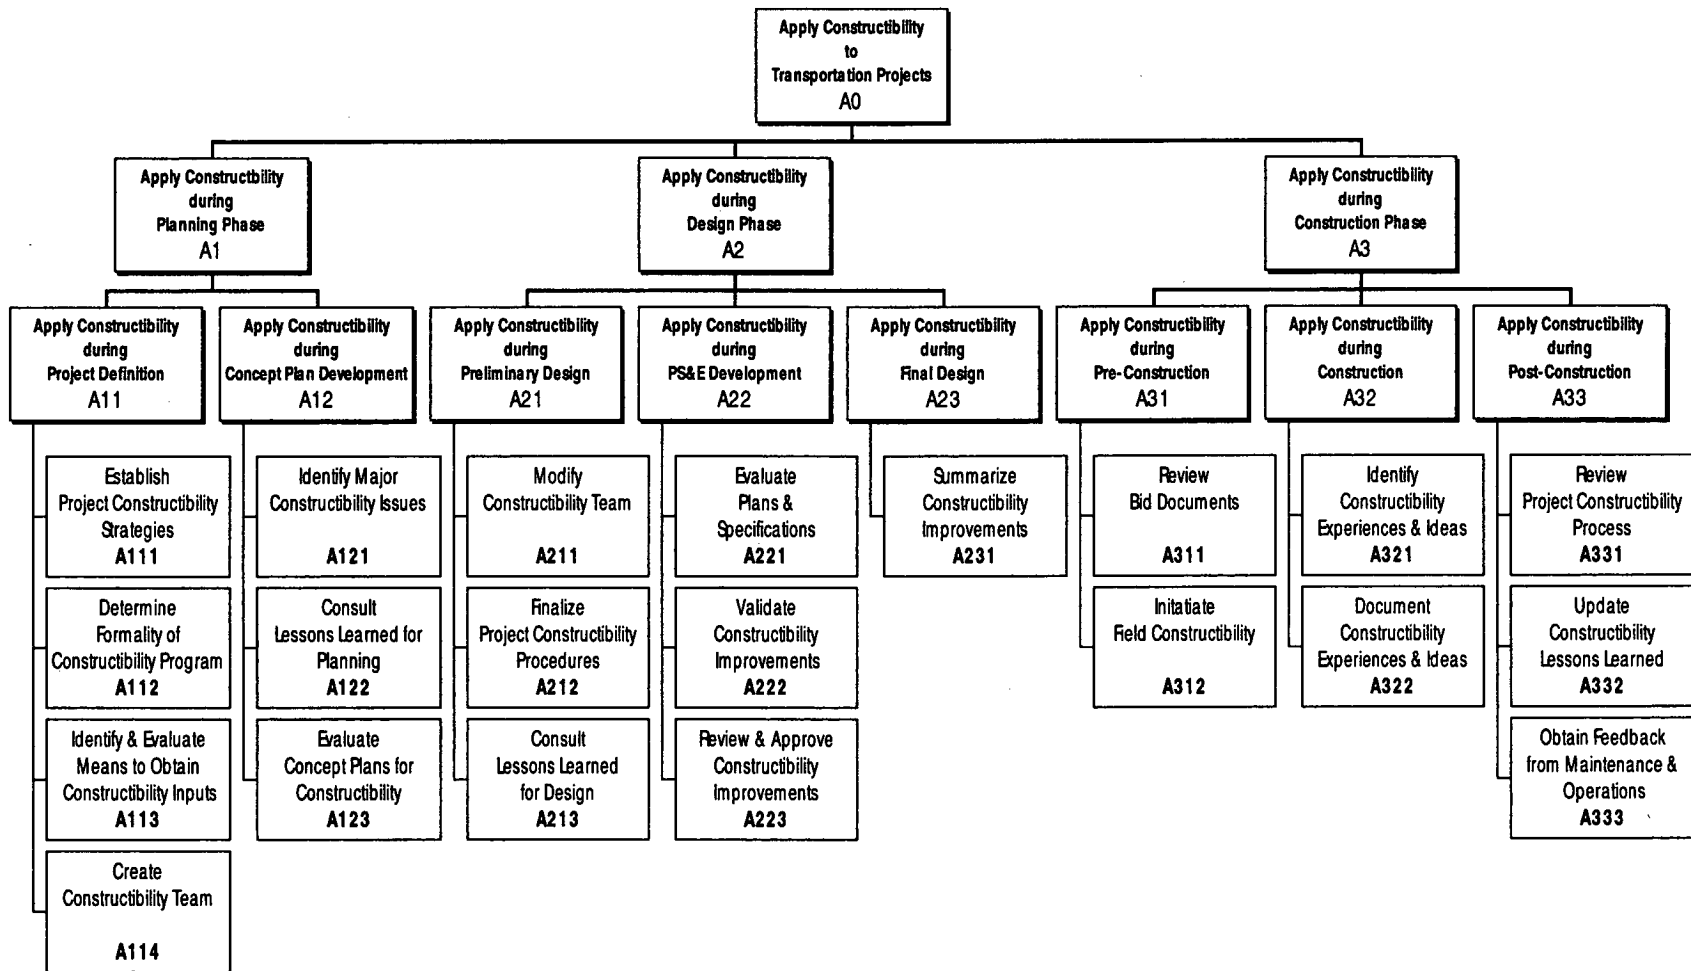 Apply Constructibility
to
Transportation Projects
A0
Apply Constructibility
during
Planning Phase
A1
Apply Constructibility
during
Design Phase
A2
Apply Constructibility
during
Construction Phase
A3
Apply Constructibility
during
Project Definition
A11
Apply Constructibility
during
Concept Plan Development
A12
Apply Constructibility
during
Preliminary Design
A21
Apply Constructibility
during
PS&E Development
A22
Apply Constructibility
during
Final Design
A23
Apply Constructibility
during
Pre-Construction
A31
Apply Constructibility
during
Construction
A32
Apply Constructibility
during
Post-Construction
A33
Establish
Project Constructibility
Strategies
A111
Identify Major
Constructibility Issues
A121
Modify
Constructibility Team
A211
Evaluate
Plans &
Specifications
A221
Summarize
Constructibility
Improvements
A231
Review
Bid Documents
A311
Identify
Constructibility
Experiences & Ideas
A321
Review
Project Constructibility
Process
A331
Determine
Formality of
Constructibility Program
A112
Consult
Lessons Learned for
Planning
A122
Finalize
Project Constructibility
Procedures
A212
Validate
Constructibility
Improvements
A222
Initatiate
Field Constructibility
A312
Document
Constructibility
Experiences & Ideas
A322
Update
Constructibility
Lessons Learned
A332
Identify & Evaluate
Means to Obtain
Constructibility Inputs
A113
Evaluate
Concept Plans for
Constructibility
A123
Consult
Lessons Learned
for Design
A213
Review & Approve
Constructibility
Improvements
A223
Obtain Feedback
from Maintenance &
Operations
A333
Create
Constructibility Team
A114